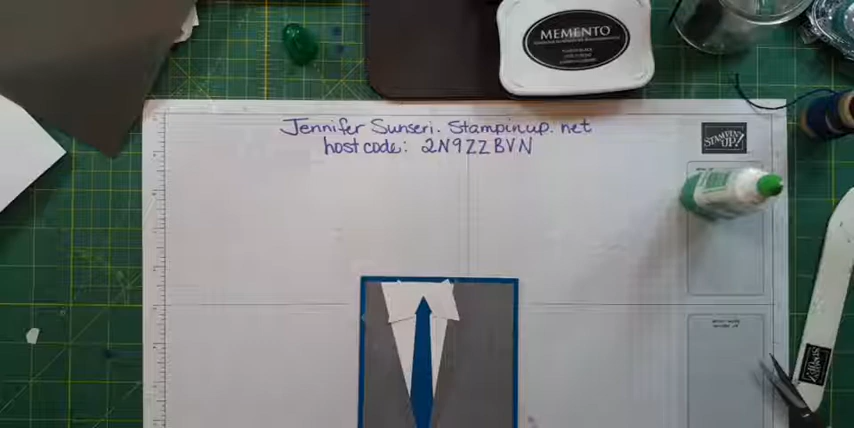 MEMENTO
Jennifer Sunseri. Stampinup. net
host code: 2N9ZZBVN
STAMPIN' UP!